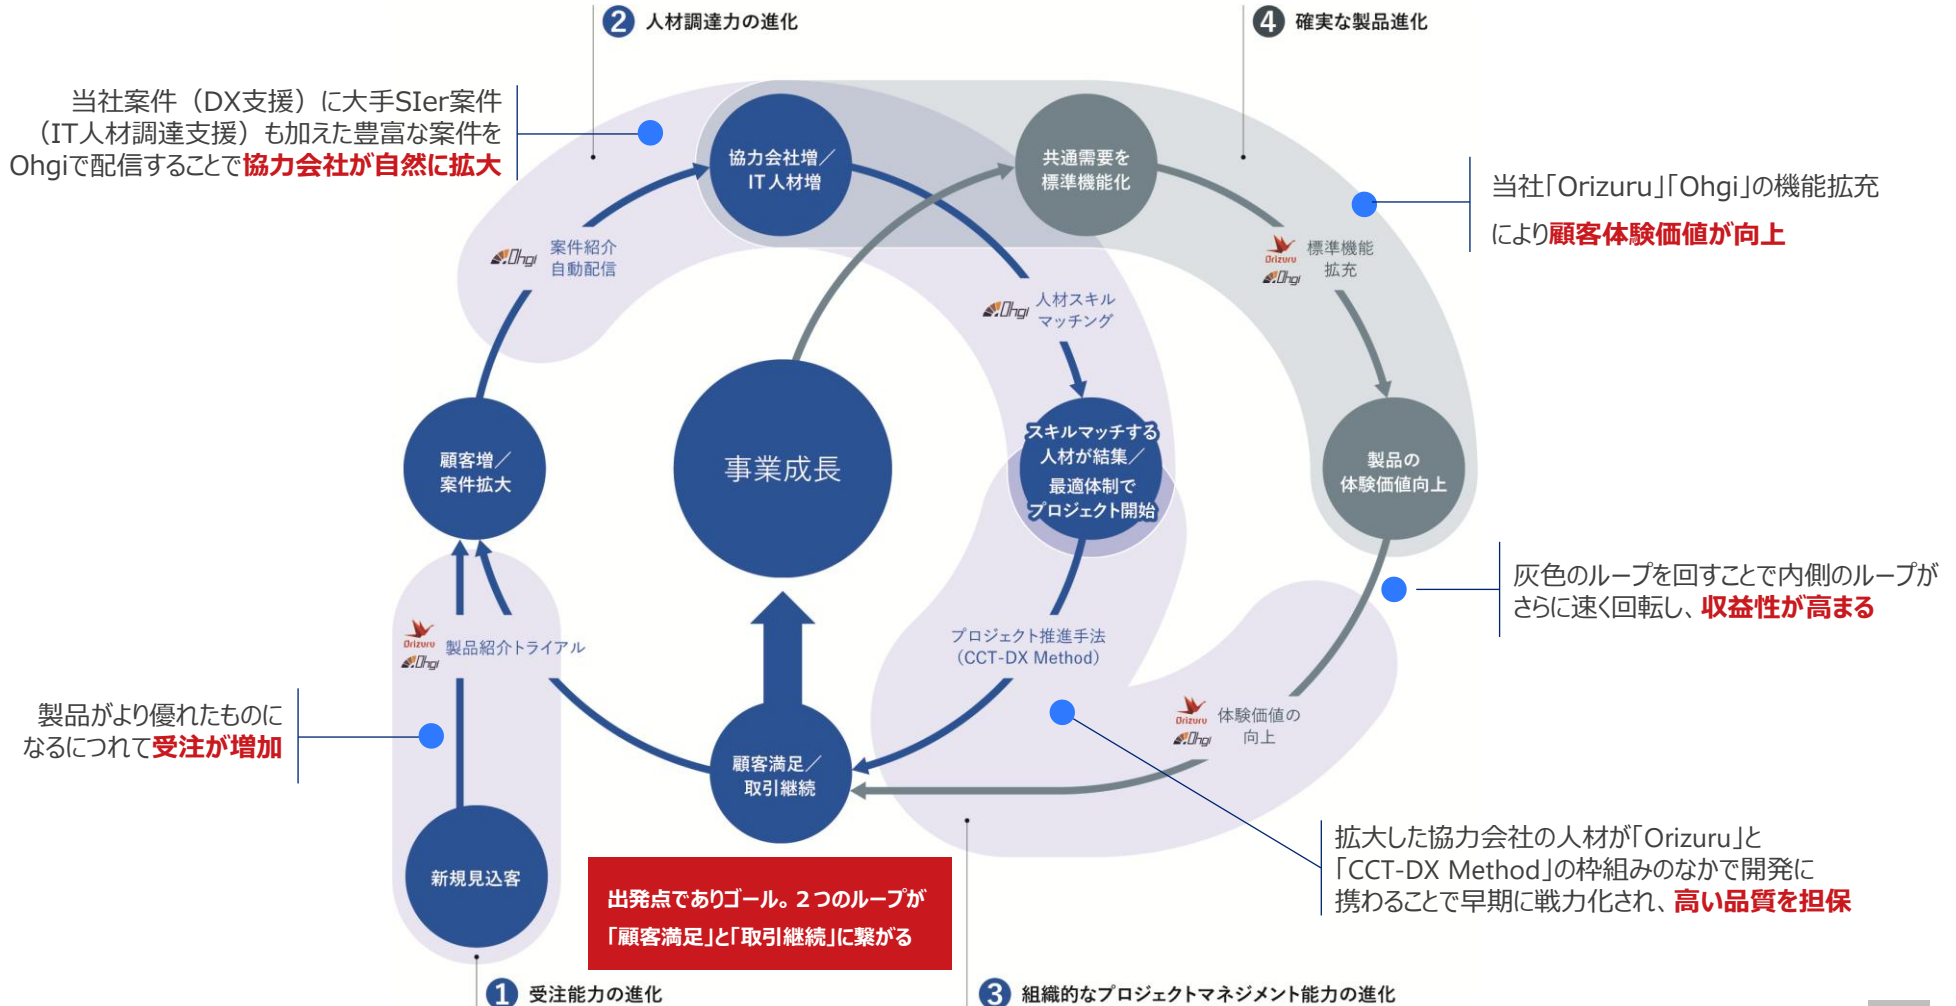 2 人材調達力の進化
4 確実な製品進化
当社案件（DX支援）に大手SIer案件
（IT人材調達支援）も加えた豊富な案件を
Ohgiで配信することで協力会社が自然に拡大
協力会社増／
IT人材増
共通需要を
標準機能化
当社「Orizuru」「Ohgi」の機能拡充
により顧客体験価値が向上
Ohgi
案件紹介
自動配信
Orizuru
Ohgi
標準機能
拡充
Ohgi
人材スキル
マッチング
顧客増／
案件拡大
事業成長
スキルマッチする
人材が結集／
最適体制で
プロジェクト開始
製品の
体験価値向上
灰色のループを回すことで内側のループが
さらに速く回転し、収益性が高まる
Orizuru
Ohgi
製品紹介トライアル
プロジェクト推進手法
（CCT-DX Method）
製品がより優れたものに
なるにつれて受注が増加
Orizuru
Ohgi
体験価値の
向上
顧客満足／
取引継続
拡大した協力会社の人材が「Orizuru」と
「CCT-DX Method」の枠組みのなかで開発に
携わることで早期に戦力化され、高い品質を担保
新規見込客
出発点でありゴール。２つのループが
「顧客満足」と「取引継続」に繋がる
1 受注能力の進化
3 組織的なプロジェクトマネジメント能力の進化